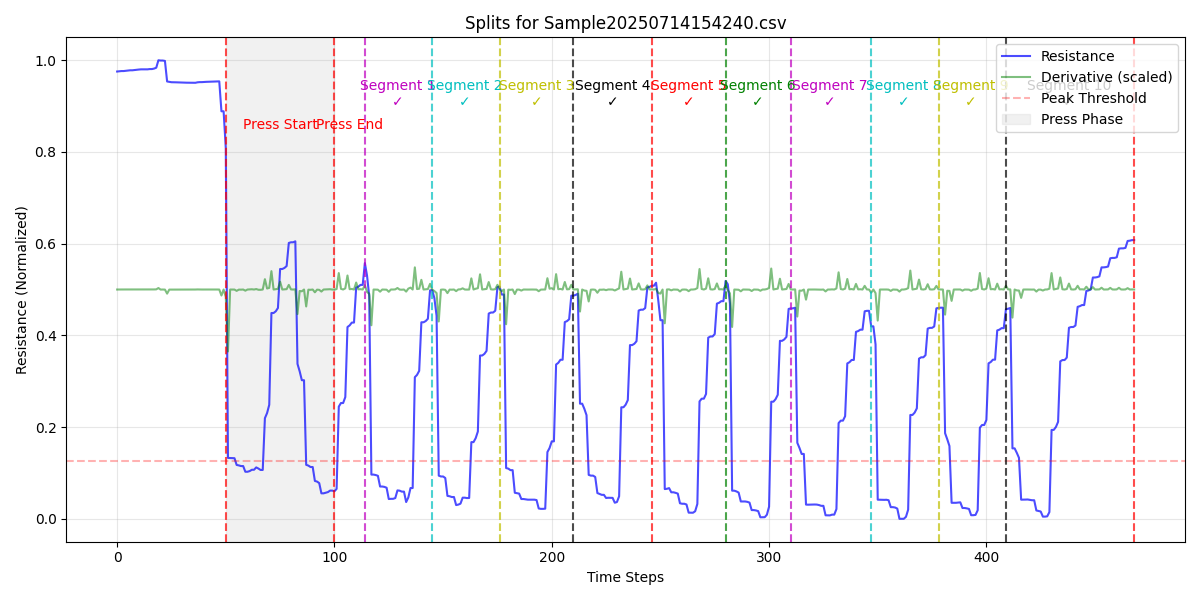 Splits for Sample20250714154240.csv
Resistance
Derivative (scaled)
Peak Threshold
Press Phase
Segment 1 Segment 2 Segment 3 Segment 4 Segment 5 Segment 6 Segment 7 Segment 8 Segment 9 Segment 10
✓ ✓ ✓ ✓ ✓ ✓ ✓ ✓ ✓
Press Start Press End
Resistance (Normalized)
1.0
0.8
0.6
0.4
0.2
0.0
0 100 200 300 400
Time Steps